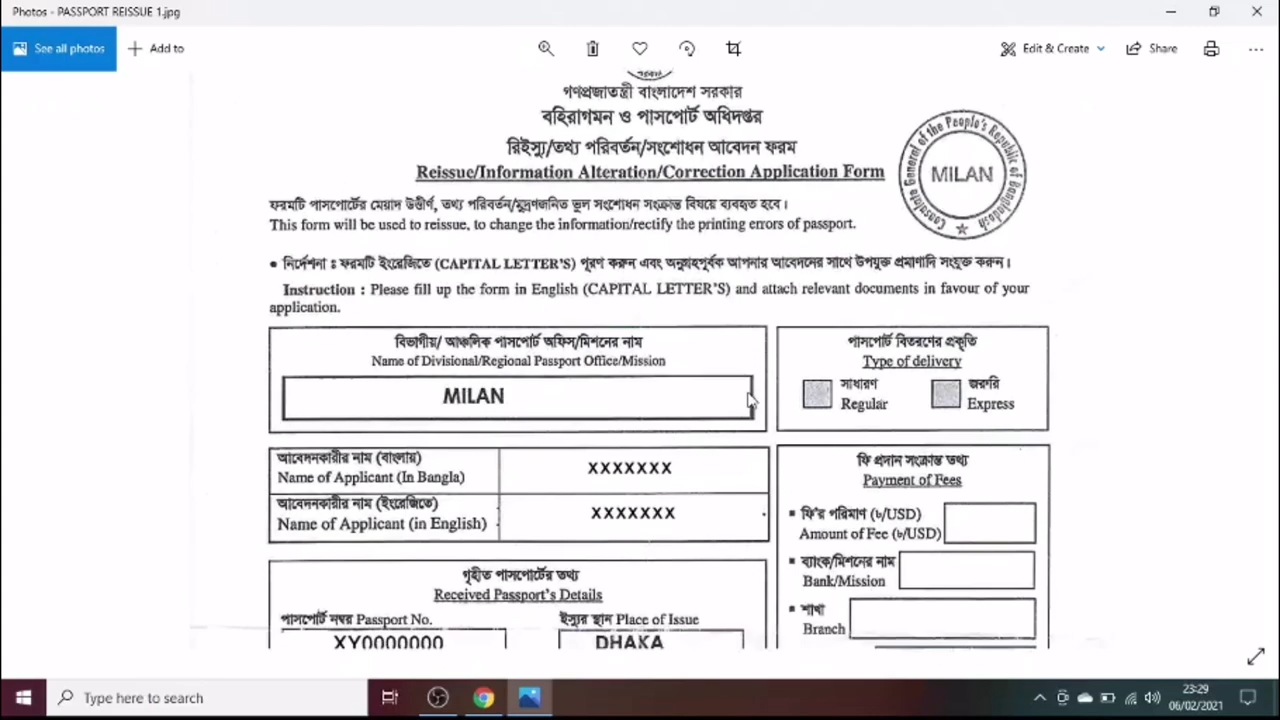 Photos - PASSPORT REISSUE 1.jpg
See all photos
Add to
Edit & Create
Share
গণপ্রজাতন্ত্রী বাংলাদেশ সরকার
বহিরাগমন ও পাসপোর্ট অধিদপ্তর
রিইস্যু/তথ্য পরিবর্তন/সংশোধন আবেদন ফরম
Reissue/Information Alteration/Correction Application Form
Consulate General of the People's Republic of Bangladesh
MILAN
ফরমটি পাসপোর্টের মেয়াদ উত্তীর্ণ, তথ্য পরিবর্তন/মুদ্রণজনিত ভুল সংশোধন সংক্রান্ত বিষয়ে ব্যবহৃত হবে।
This form will be used to reissue, to change the information/rectify the printing errors of passport.
• নির্দেশনা : ফরমটি ইংরেজিতে (CAPITAL LETTER'S) পূরণ করুন এবং অনুগ্রহপূর্বক আপনার আবেদনের সাথে উপযুক্ত প্রমাণাদি সংযুক্ত করুন।
Instruction : Please fill up the form in English (CAPITAL LETTER'S) and attach relevant documents in favour of your
application.
বিভাগীয়/ আঞ্চলিক পাসপোর্ট অফিস/মিশনের নাম
Name of Divisional/Regional Passport Office/Mission
MILAN
পাসপোর্ট বিতরণের প্রকৃতি
Type of delivery
সাধারণ
Regular
জরুরি
Express
আবেদনকারীর নাম (বাংলায়)
Name of Applicant (In Bangla)
XXXXXXX
আবেদনকারীর নাম (ইংরেজিতে)
Name of Applicant (in English)
XXXXXXX
ফি প্রদান সংক্রান্ত তথ্য
Payment of Fees
▪ ফি'র পরিমাণ (৳/USD)
Amount of Fee (৳/USD)
▪ ব্যাংক/মিশনের নাম
Bank/Mission
▪ শাখা
Branch
গৃহীত পাসপোর্টের তথ্য
Received Passport's Details
পাসপোর্ট নম্বর Passport No.
XY0000000
ইস্যুর স্থান Place of Issue
DHAKA
Type here to search
23:29
06/02/2021